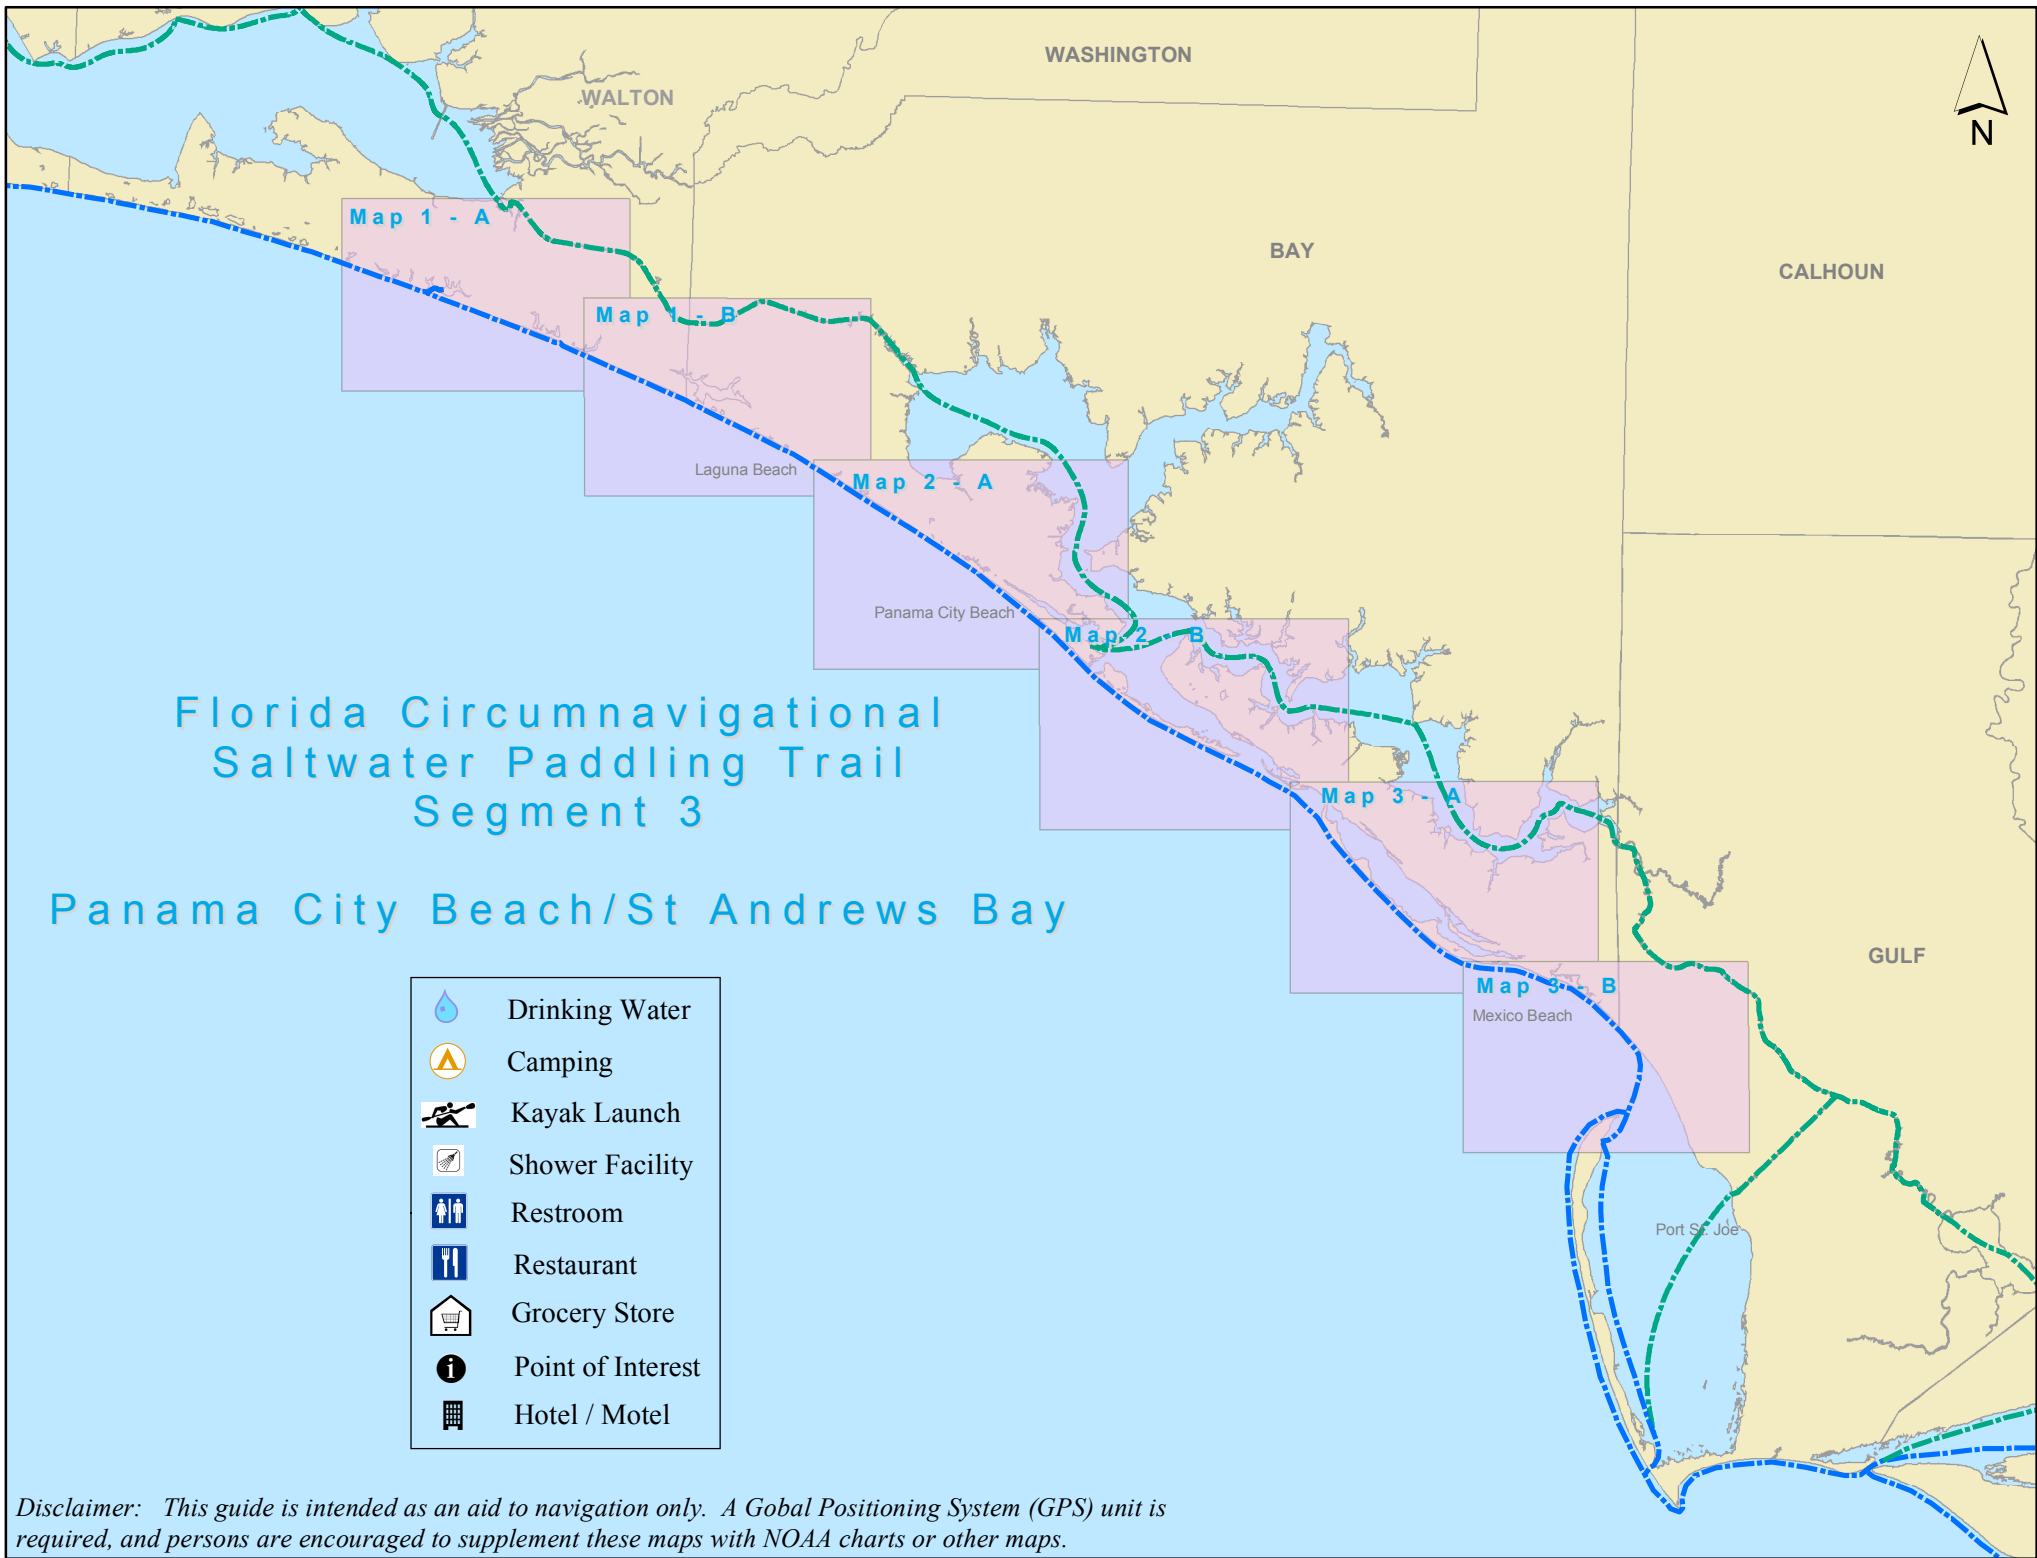 WASHINGTON
WALTON
N
Map 1 - A
BAY
CALHOUN
Map 1 - B
Laguna Beach
Map 2 - A
Panama City Beach
Map 2 B
Florida Circumnavigational
Saltwater Paddling Trail
Segment 3
Map 3 - A
Panama City Beach/St Andrews Bay
GULF
Map 3 - B
Mexico Beach
Drinking Water
Camping
Kayak Launch
Shower Facility
Restroom
Port St. Joe
Restaurant
Grocery Store
i Point of Interest
Hotel / Motel
Disclaimer: This guide is intended as an aid to navigation only. A Gobal Positioning System (GPS) unit is
required, and persons are encouraged to supplement these maps with NOAA charts or other maps.